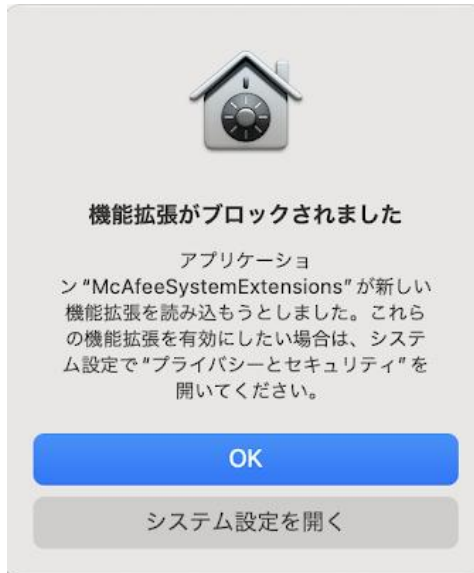 機能拡張がブロックされました
アプリケーショ
ン"McAfeeSystemExtensions"が新しい
機能拡張を読み込もうとしました。これら
の機能拡張を有効にしたい場合は、システ
ム設定で"プライバシーとセキュリティ"を
開いてください。
OK
システム設定を開く